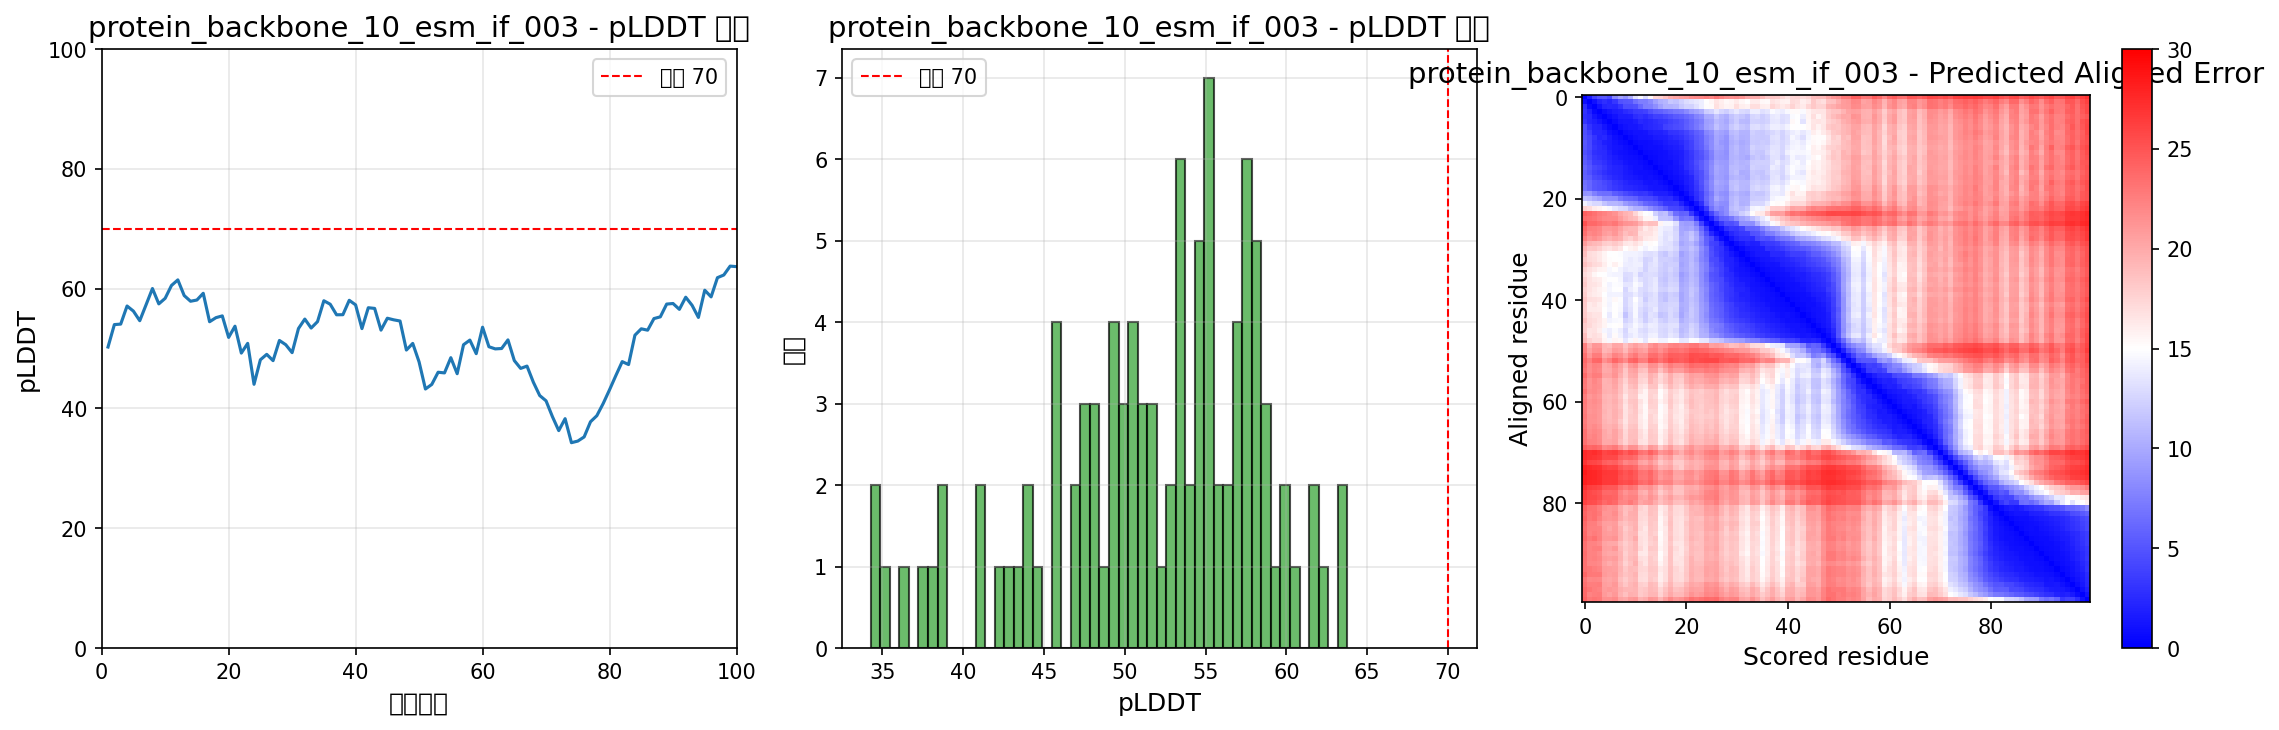 protein_backbone_10_esm_if_003 - pLDDT
100
80
60
40
20
0
0 20 40 60 80 100
pLDDT
70
protein_backbone_10_esm_if_003 - pLDDT
7
6
5
4
3
2
1
0
35 40 45 50 55 60 65 70
pLDDT
70
protein_backbone_10_esm_if_003 - Predicted Aligned Error
0
20
40
60
80
0 20 40 60 80
Aligned residue
Scored residue
30
25
20
15
10
5
0